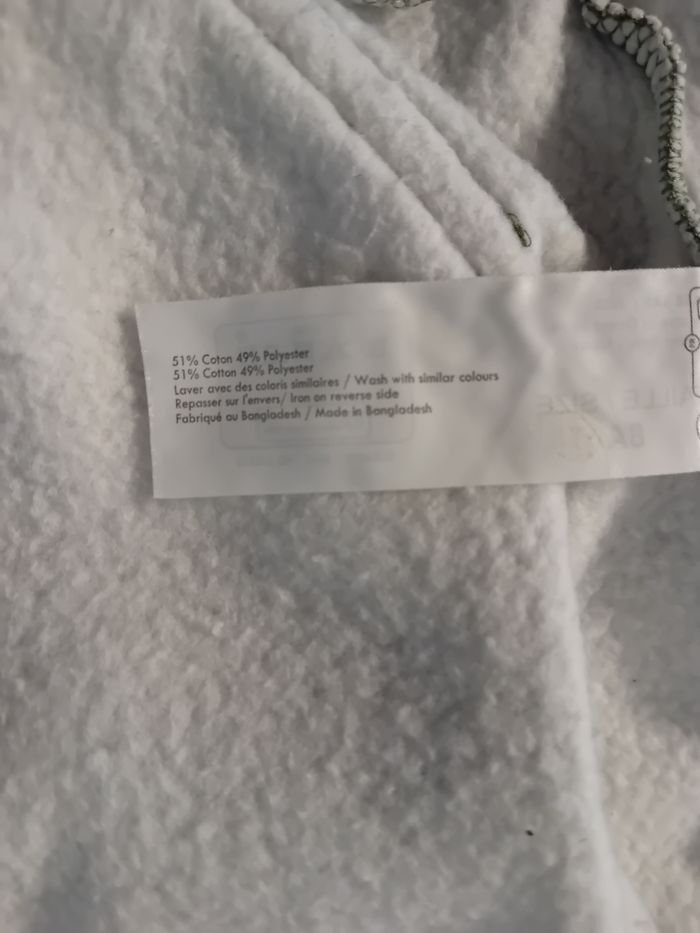 51% Coton 49% Polyester
51% Cotton 49% Polyester
Laver avec des coloris similaires / Wash with similar colours
Repasser sur l'envers/ Iron on reverse side
Fabriqué au Bangladesh / Made in Bangladesh